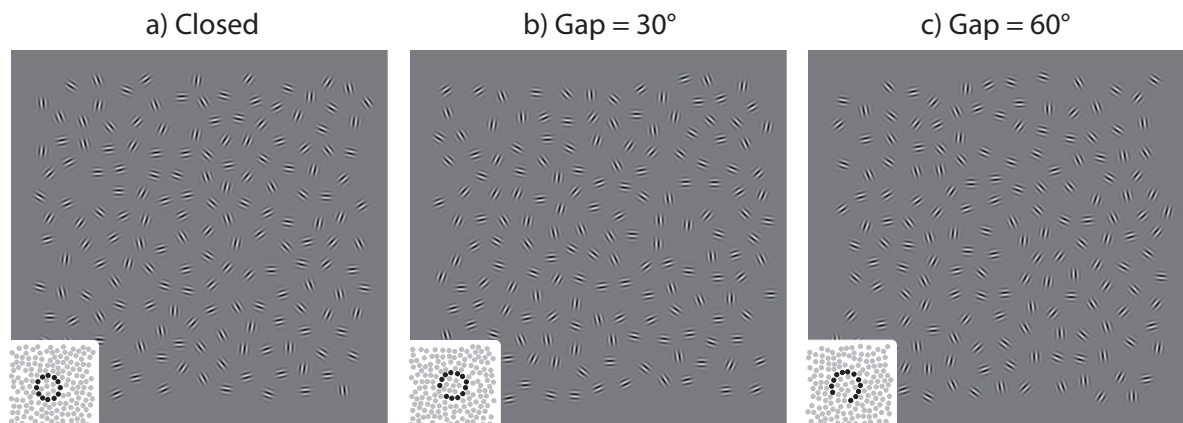 a) Closed
b) Gap = 30°
c) Gap = 60°